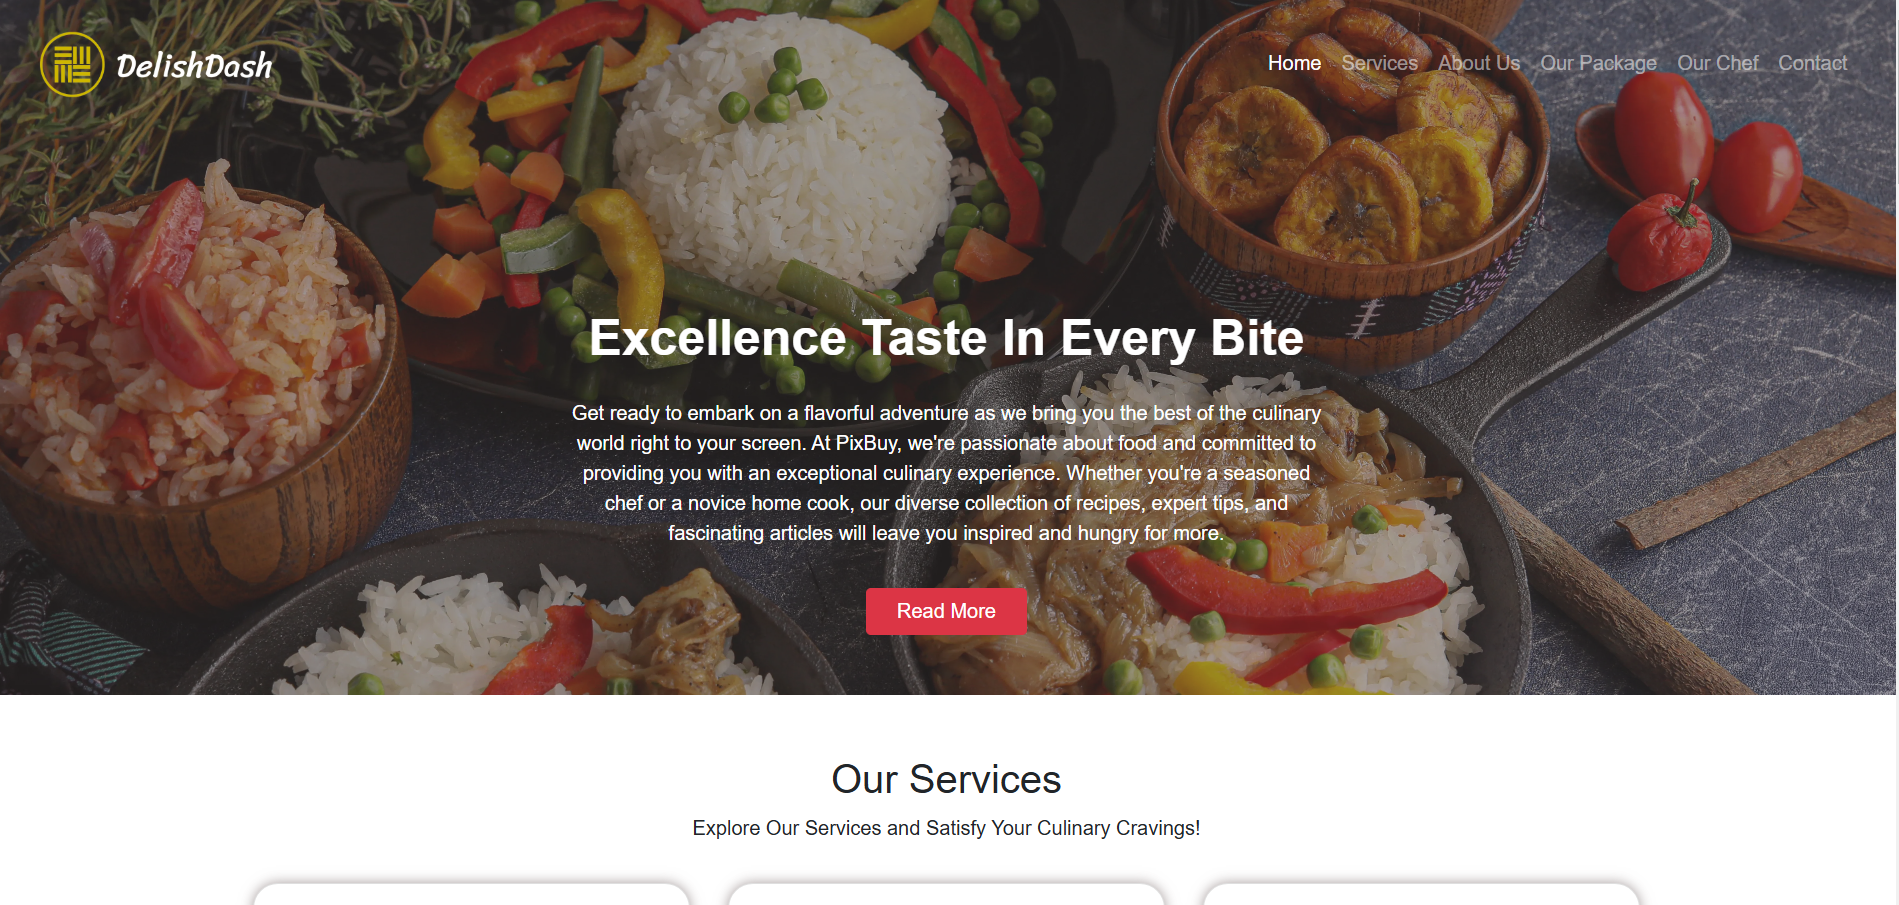 DelishDash
Home Services About Us Our Package Our Chef Contact
Excellence Taste In Every Bite
Get ready to embark on a flavorful adventure as we bring you the best of the culinary
world right to your screen. At PixBuy, we're passionate about food and committed to
providing you with an exceptional culinary experience. Whether you're a seasoned
chef or a novice home cook, our diverse collection of recipes, expert tips, and
fascinating articles will leave you inspired and hungry for more.
Read More
Our Services
Explore Our Services and Satisfy Your Culinary Cravings!